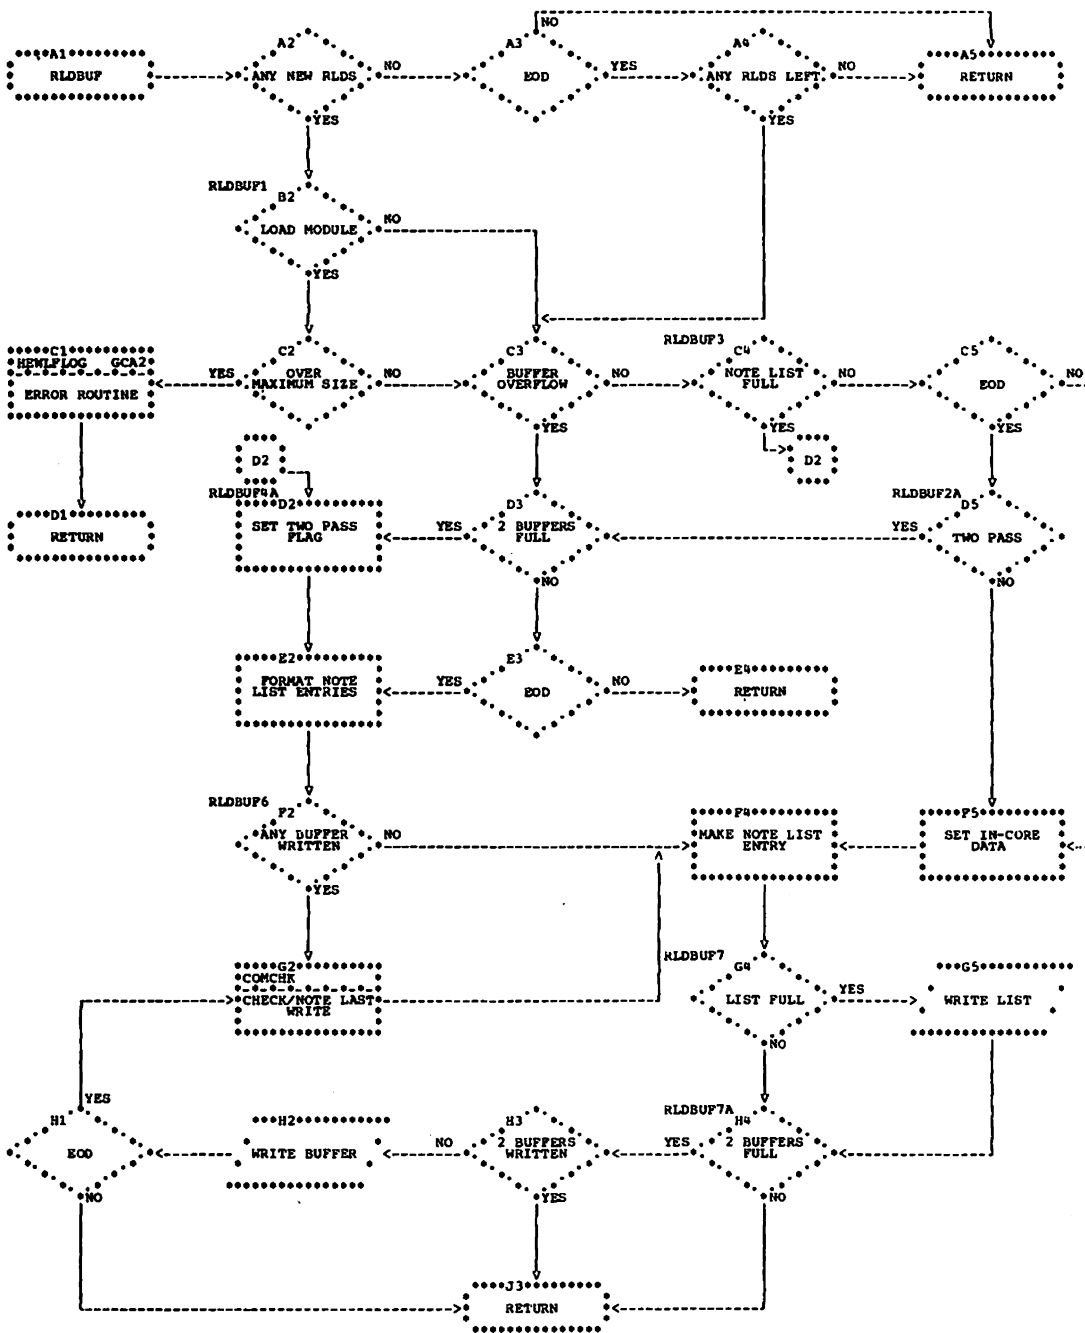 A1
RLDBUF
A2
ANY NEW RLDS
NO
YES
A3
EOD
NO
YES
A4
ANY RLDS LEFT
NO
YES
A5
RETURN
RLDBUF1
B2
LOAD MODULE
NO
YES
C1
HEWLFLOG GCA2
ERROR ROUTINE
YES
C2
OVER
MAXIMUM SIZE
NO
C3
BUFFER
OVERFLOW
NO
YES
RLDBUF3
C4
NOTE LIST
FULL
NO
YES
D2
C5
EOD
NO
YES
D2
D1
RETURN
RLDBUF4A
D2
SET TWO PASS
FLAG
YES
D3
2 BUFFERS
FULL
NO
RLDBUF2A
D5
YES
TWO PASS
NO
E2
FORMAT NOTE
LIST ENTRIES
YES
E3
EOD
NO
E4
RETURN
RLDBUF6
F2
ANY BUFFER
WRITTEN
NO
YES
F4
MAKE NOTE LIST
ENTRY
F5
SET IN-CORE
DATA
G2
COMCHK
CHECK/NOTE LAST
WRITE
RLDBUF7
G4
LIST FULL
YES
NO
G5
WRITE LIST
YES
H1
EOD
NO
H2
WRITE BUFFER
NO
H3
2 BUFFERS
WRITTEN
YES
RLDBUF7A
H4
YES
2 BUFFERS
FULL
NO
J3
RETURN